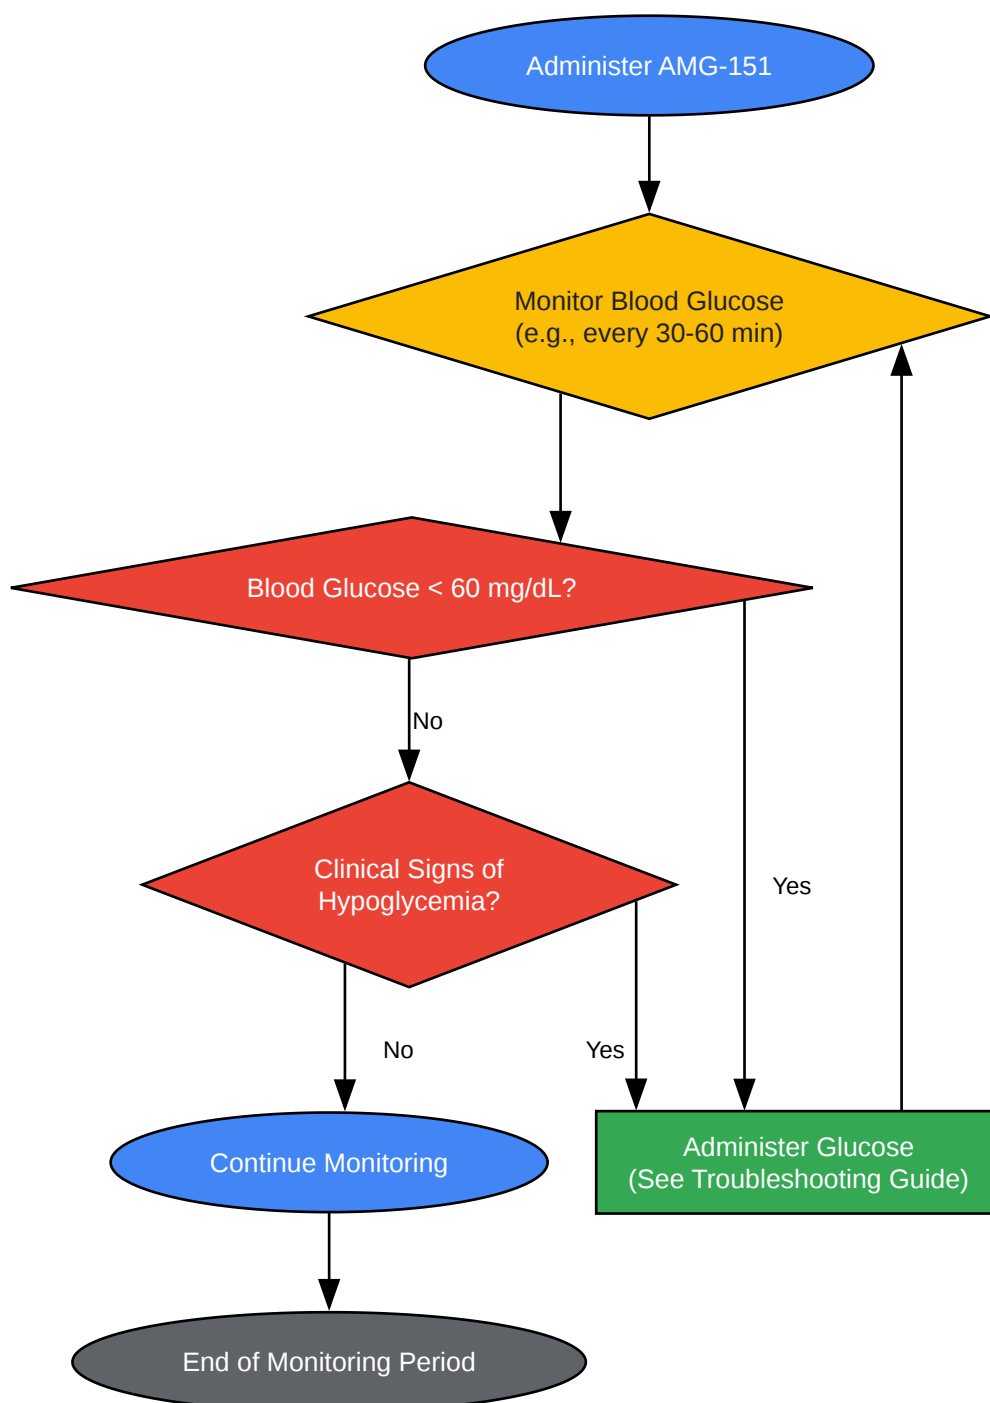 Administer AMG-151
Monitor Blood Glucose
(e.g., every 30-60 min)
Blood Glucose < 60 mg/dL?
No
Clinical Signs of
Hypoglycemia?
Yes
No
Yes
Continue Monitoring
Administer Glucose
(See Troubleshooting Guide)
End of Monitoring Period